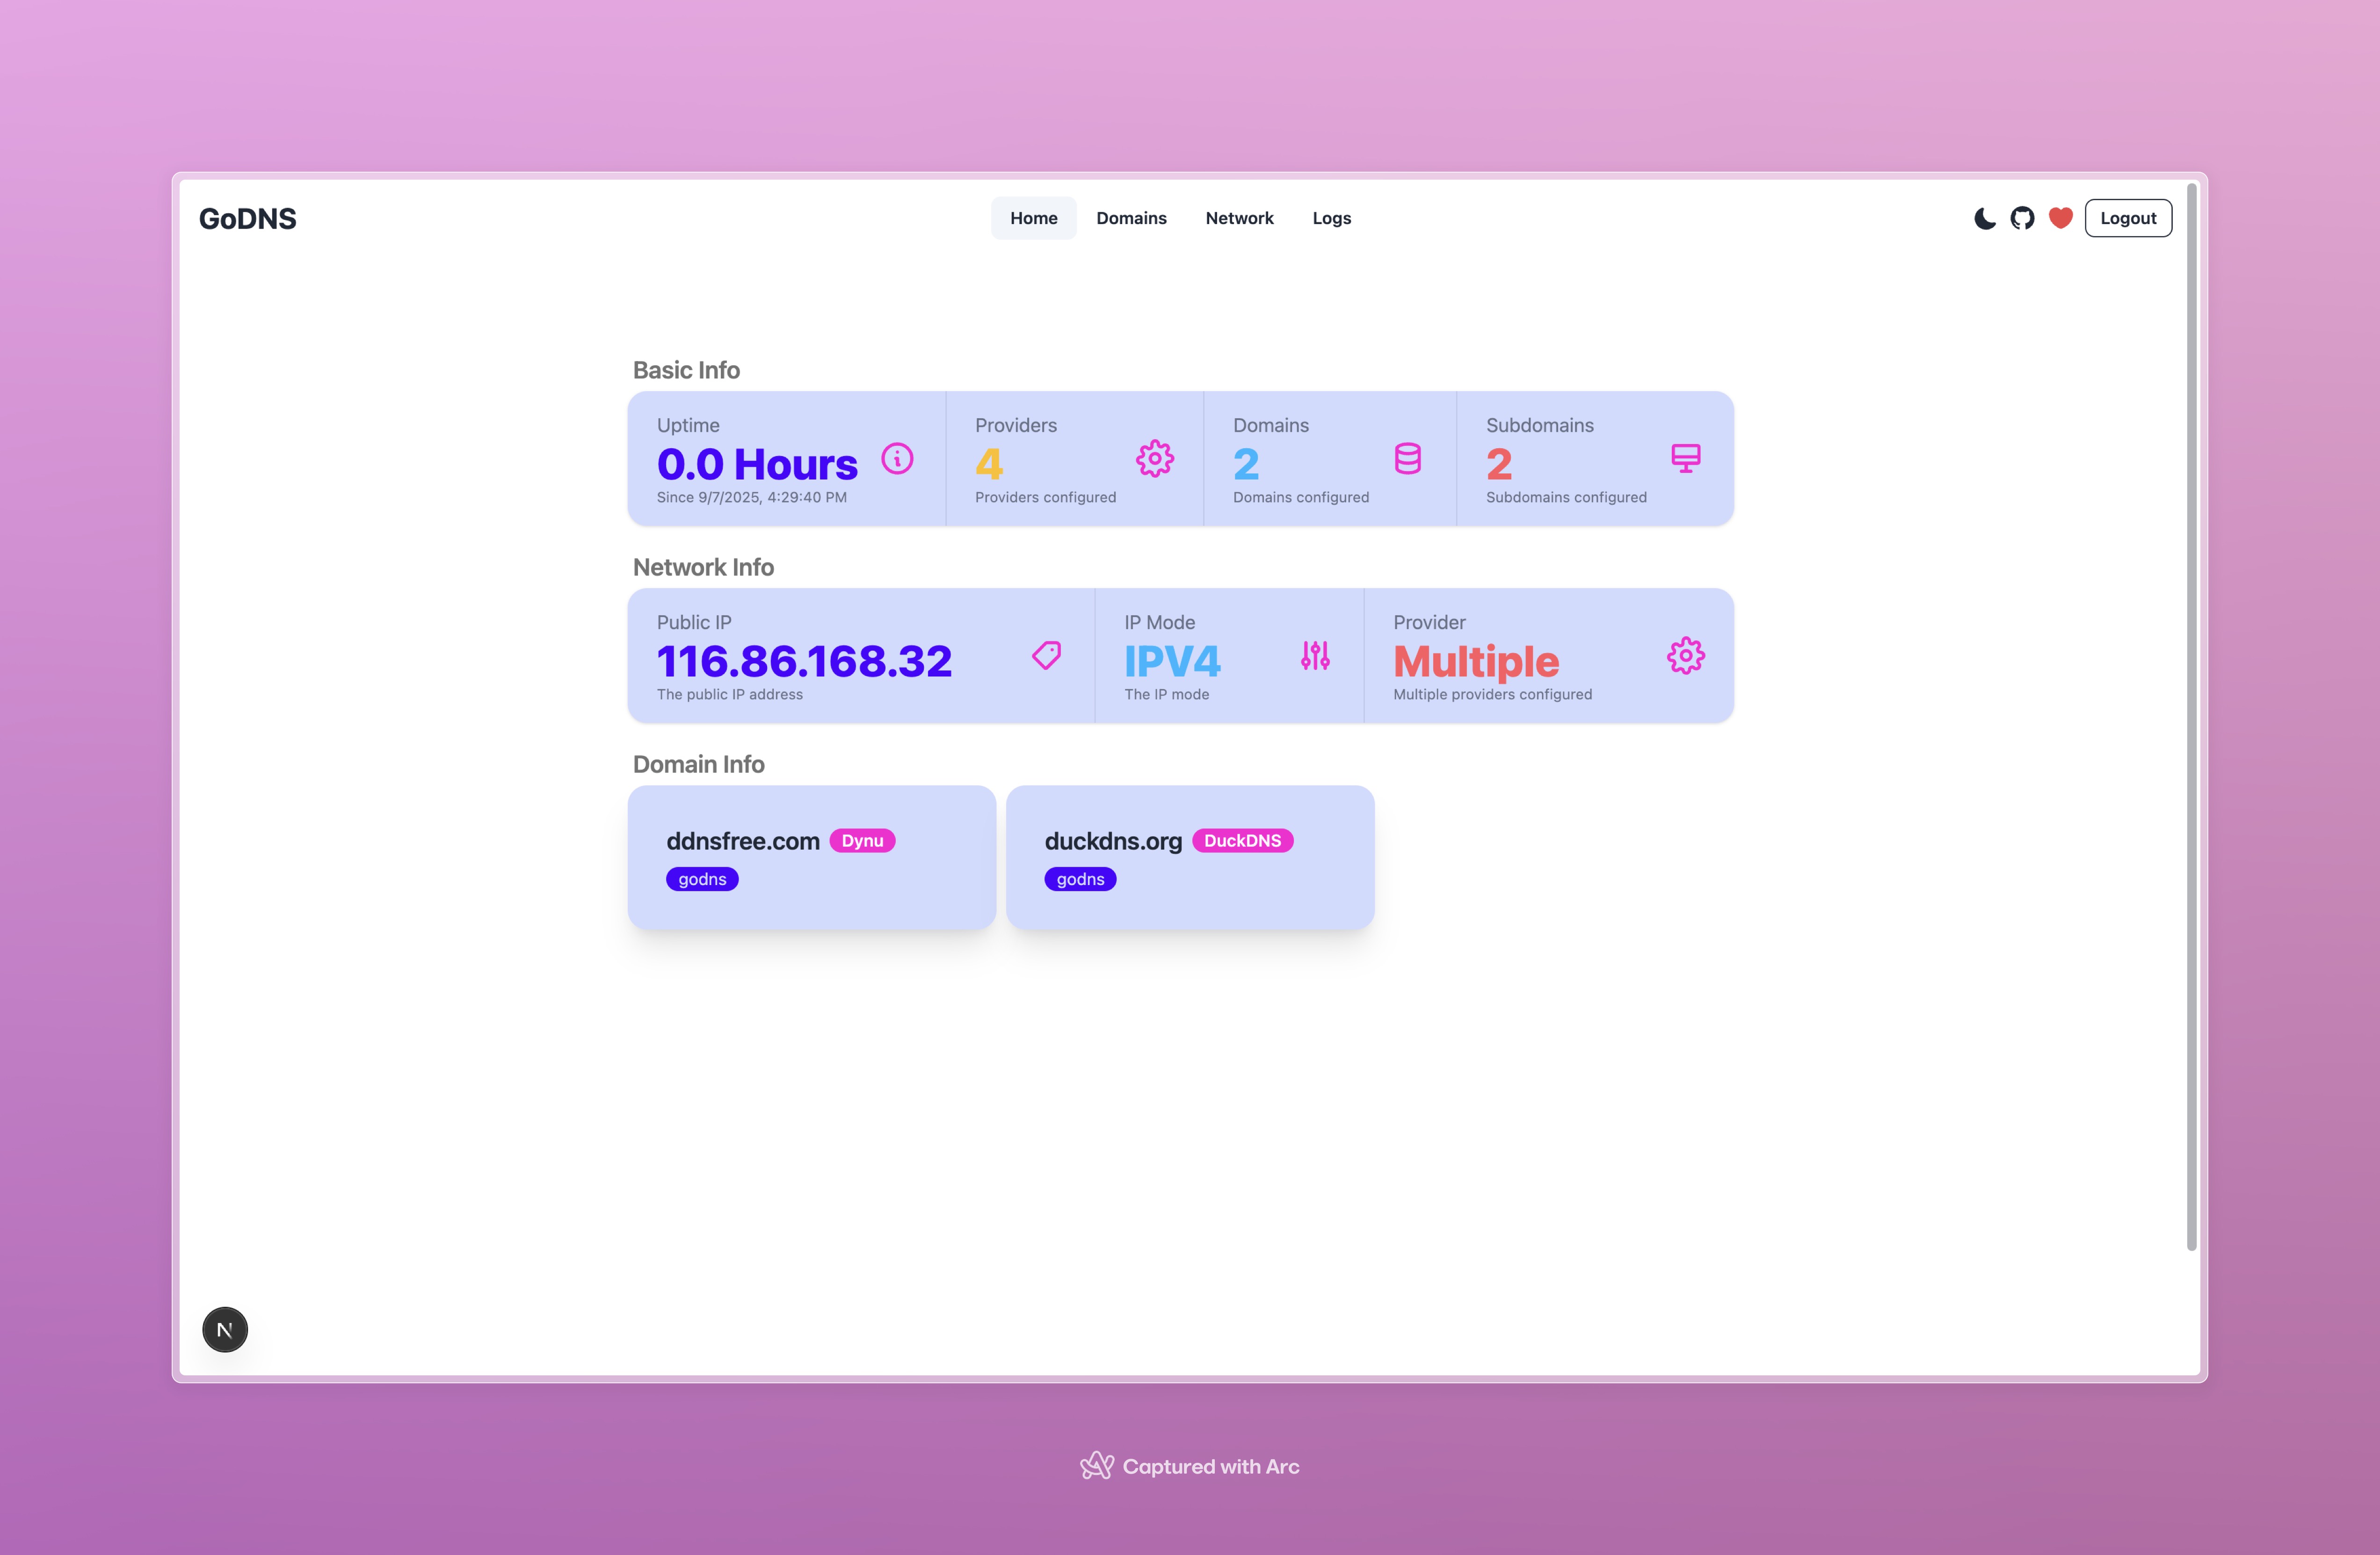 GoDNS
Home Domains Network Logs
Logout
Basic Info
Uptime
0.0 Hours
Since 9/7/2025, 4:29:40 PM
Providers
4
Providers configured
Domains
2
Domains configured
Subdomains
2
Subdomains configured
Network Info
Public IP
116.86.168.32
The public IP address
IP Mode
IPV4
The IP mode
Provider
Multiple
Multiple providers configured
Domain Info
ddnsfree.com Dynu
godns
duckdns.org DuckDNS
godns
N
Captured with Arc